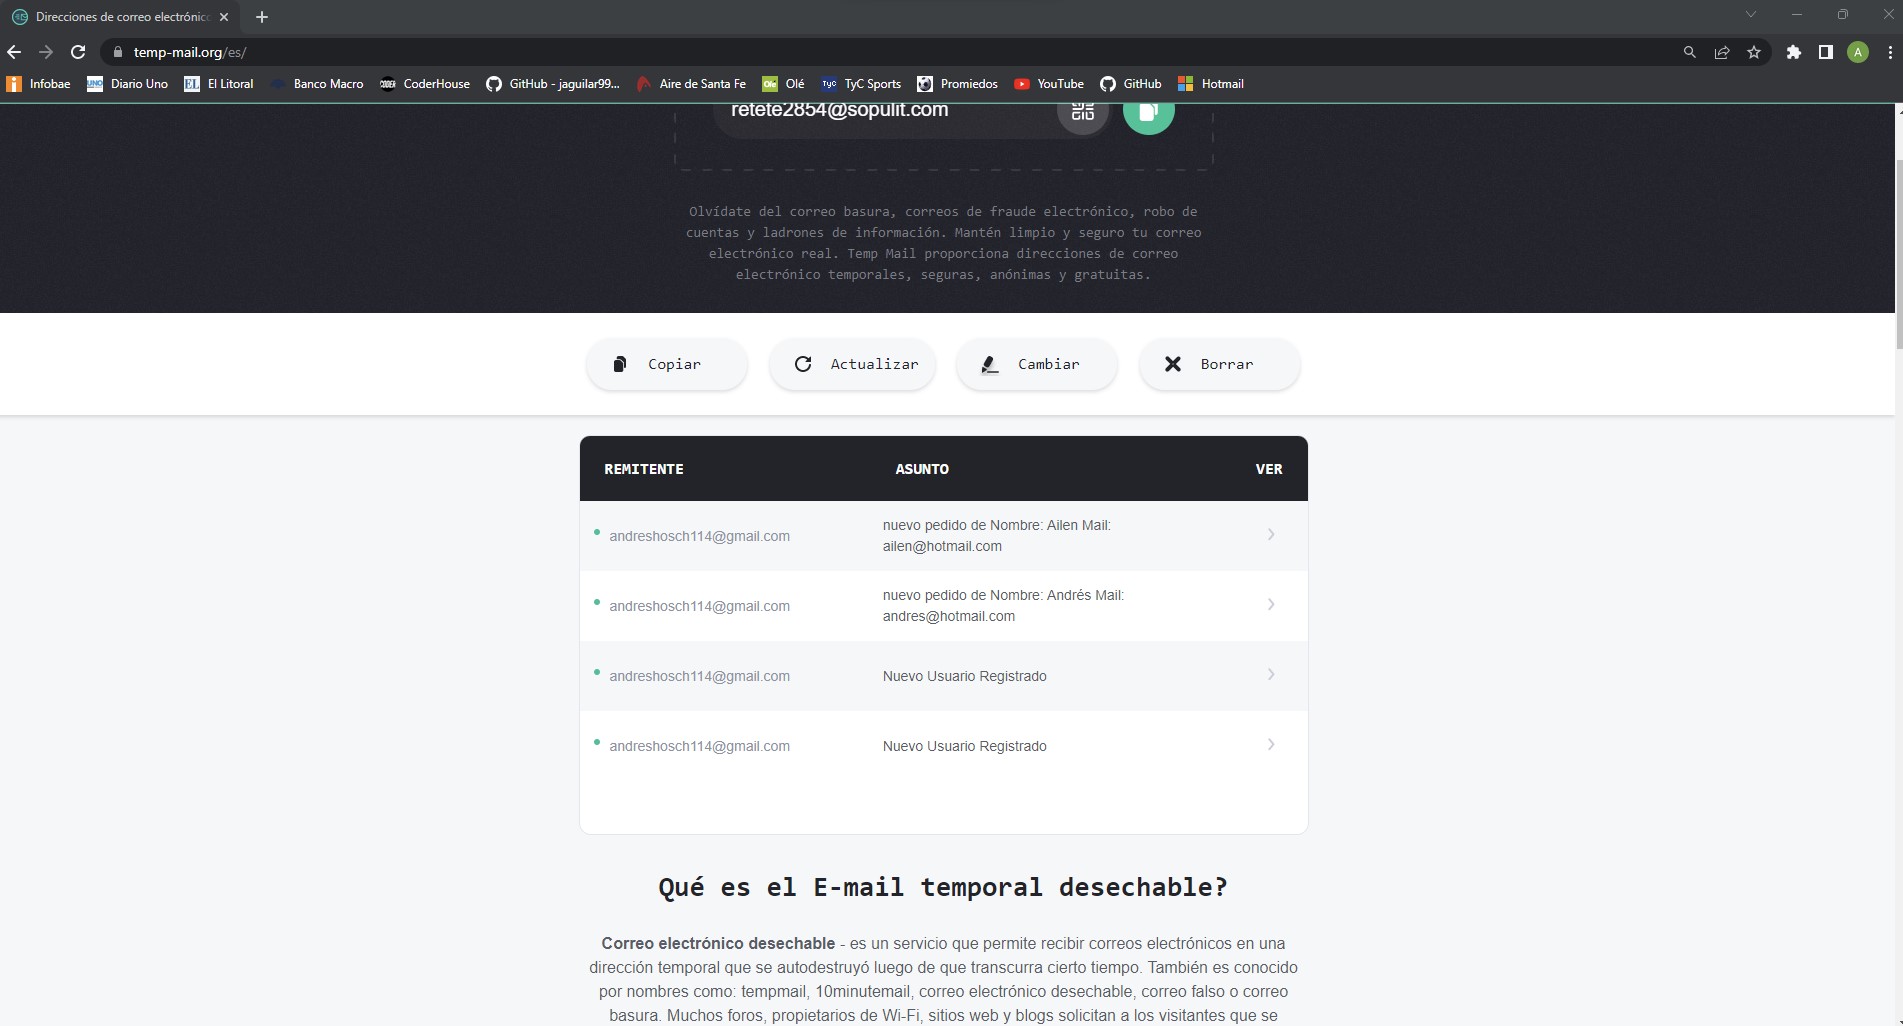 Direcciones de correo electrónic
temp-mail.org/es/
A
Infobae
UNO
Diario Uno
EL
El Litoral
Banco Macro
CODER
CoderHouse
GitHub - jaguilar99...
Aire de Santa Fe
Olé
Olé
TyC
TyC Sports
Promiedos
YouTube
GitHub
Hotmail
retete2854@sopulit.com
Olvídate del correo basura, correos de fraude electrónico, robo de
cuentas y ladrones de información. Mantén limpio y seguro tu correo
electrónico real. Temp Mail proporciona direcciones de correo
electrónico temporales, seguras, anónimas y gratuitas.
Copiar
Actualizar
Cambiar
Borrar
REMITENTE
ASUNTO
VER
andreshosch114@gmail.com
nuevo pedido de Nombre: Ailen Mail:
ailen@hotmail.com
andreshosch114@gmail.com
nuevo pedido de Nombre: Andrés Mail:
andres@hotmail.com
andreshosch114@gmail.com
Nuevo Usuario Registrado
andreshosch114@gmail.com
Nuevo Usuario Registrado
Qué es el E-mail temporal desechable?
Correo electrónico desechable - es un servicio que permite recibir correos electrónicos en una
dirección temporal que se autodestruyó luego de que transcurra cierto tiempo. También es conocido
por nombres como: tempmail, 10minutemail, correo electrónico desechable, correo falso o correo
basura. Muchos foros, propietarios de Wi-Fi, sitios web y blogs solicitan a los visitantes que se